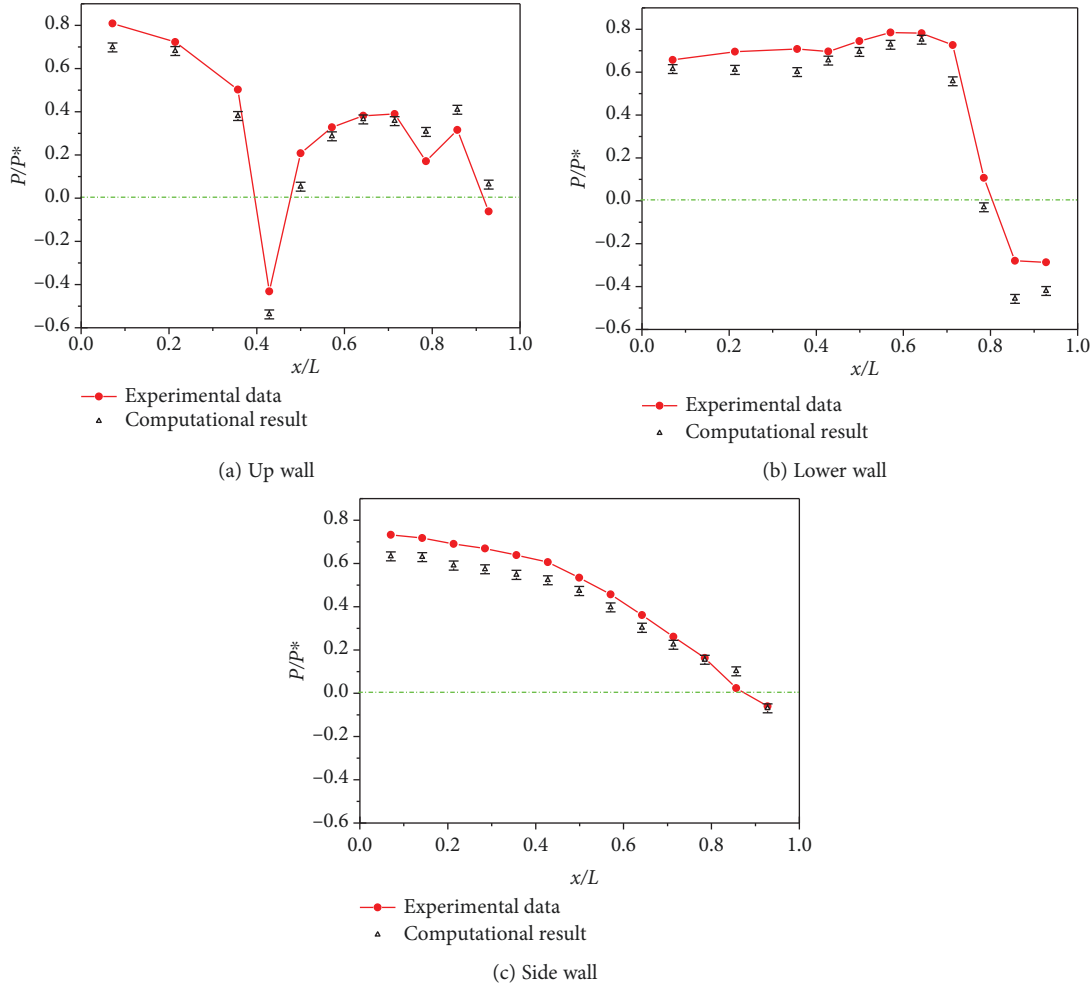 0.8
0.6
0.4
0.2
0.0
−0.2
−0.4
−0.6
P/P*
0.0 0.2 0.4 0.6 0.8 1.0
x/L
Experimental data
Computational result
(a) Up wall
0.8
0.6
0.4
0.2
0.0
−0.2
−0.4
−0.6
P/P*
0.0 0.2 0.4 0.6 0.8 1.0
x/L
Experimental data
Computational result
(b) Lower wall
0.8
0.6
0.4
0.2
0.0
−0.2
−0.4
−0.6
P/P*
0.0 0.2 0.4 0.6 0.8 1.0
x/L
Experimental data
Computational result
(c) Side wall